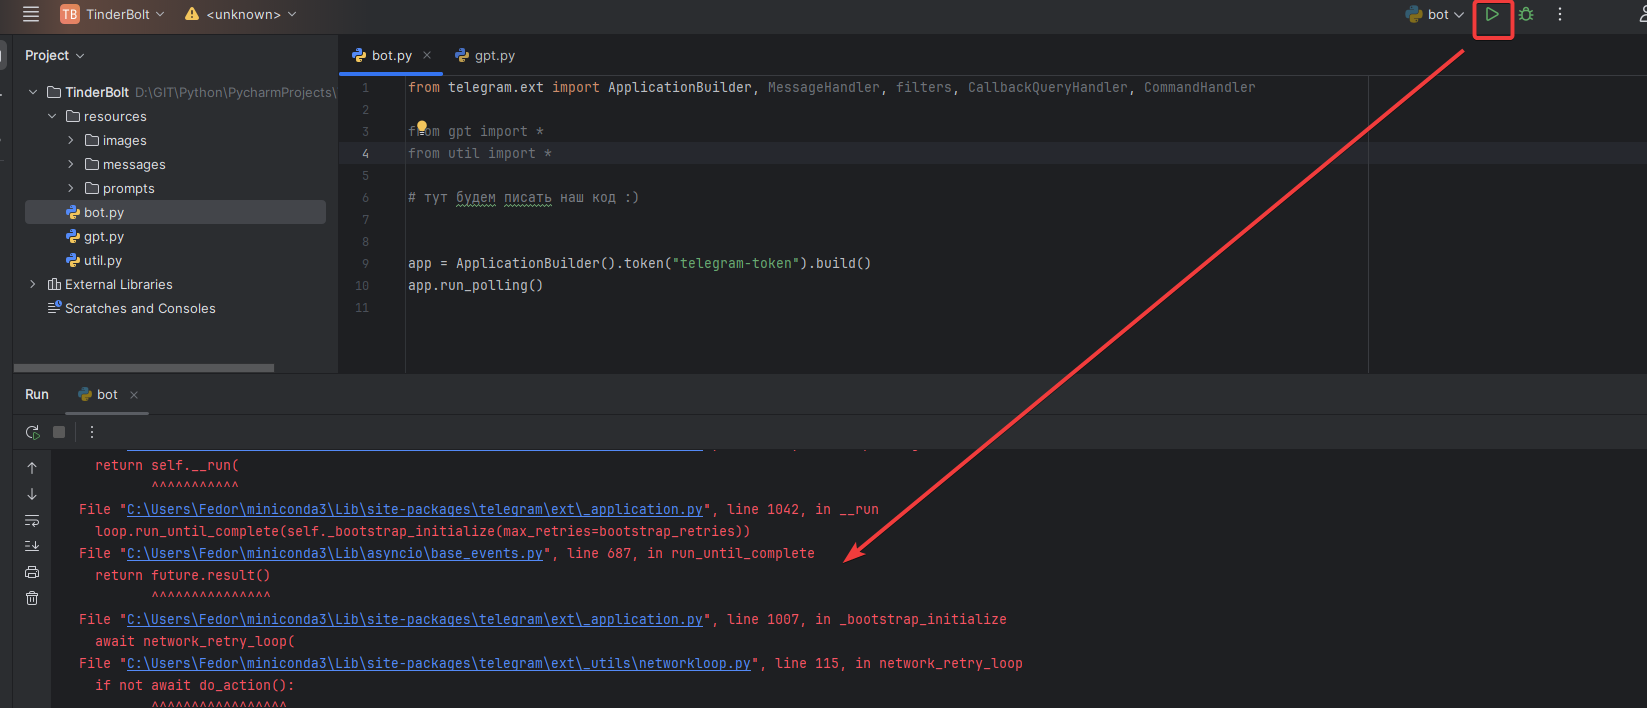 TB TinderBolt <unknown> bot
Project
bot.py gpt.py
TinderBolt D:\GIT\Python\PycharmProjects\
resources
images
messages
prompts
bot.py
gpt.py
util.py
External Libraries
Scratches and Consoles
1 from telegram.ext import ApplicationBuilder, MessageHandler, filters, CallbackQueryHandler, CommandHandler
2
3 from gpt import *
4 from util import *
5
6 # тут будем писать наш код :)
7
8
9 app = ApplicationBuilder().token("telegram-token").build()
10 app.run_polling()
11
Run bot
return self.__run(
^^^^^^^^^^^
File "C:\Users\Fedor\miniconda3\Lib\site-packages\telegram\ext\_application.py", line 1042, in __run
loop.run_until_complete(self._bootstrap_initialize(max_retries=bootstrap_retries))
File "C:\Users\Fedor\miniconda3\Lib\asyncio\base_events.py", line 687, in run_until_complete
return future.result()
^^^^^^^^^^^^^^^
File "C:\Users\Fedor\miniconda3\Lib\site-packages\telegram\ext\_application.py", line 1007, in _bootstrap_initialize
await network_retry_loop(
File "C:\Users\Fedor\miniconda3\Lib\site-packages\telegram\ext\_utils\networkloop.py", line 115, in network_retry_loop
if not await do_action():
^^^^^^^^^^^^^^^^^